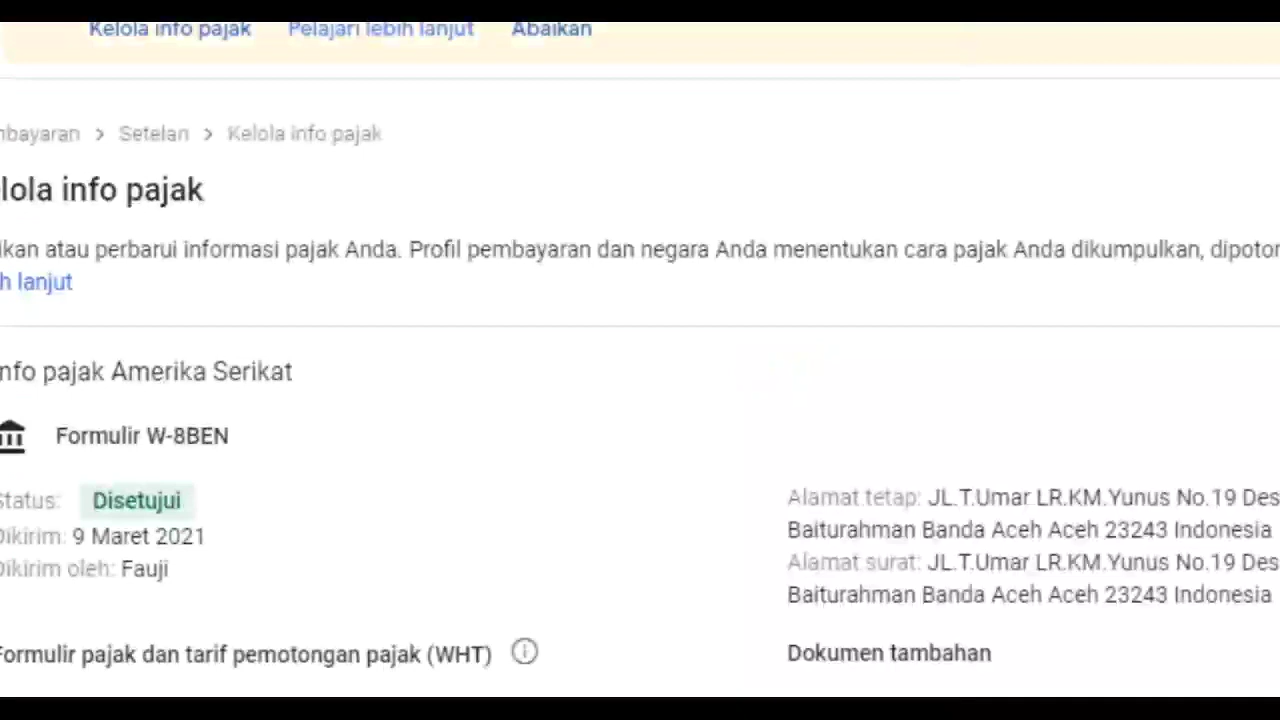 Kelola info pajak Pelajari lebih lanjut Abaikan
mbayaran > Setelan > Kelola info pajak
lola info pajak
ikan atau perbarui informasi pajak Anda. Profil pembayaran dan negara Anda menentukan cara pajak Anda dikumpulkan, dipotor
h lanjut
nfo pajak Amerika Serikat
Formulir W-8BEN
Status: Disetujui
Dikirim: 9 Maret 2021
Dikirim oleh: Fauji
Alamat tetap: JL.T.Umar LR.KM.Yunus No.19 Des
Baiturahman Banda Aceh Aceh 23243 Indonesia
Alamat surat: JL.T.Umar LR.KM.Yunus No.19 Des
Baiturahman Banda Aceh Aceh 23243 Indonesia
Formulir pajak dan tarif pemotongan pajak (WHT)
Dokumen tambahan